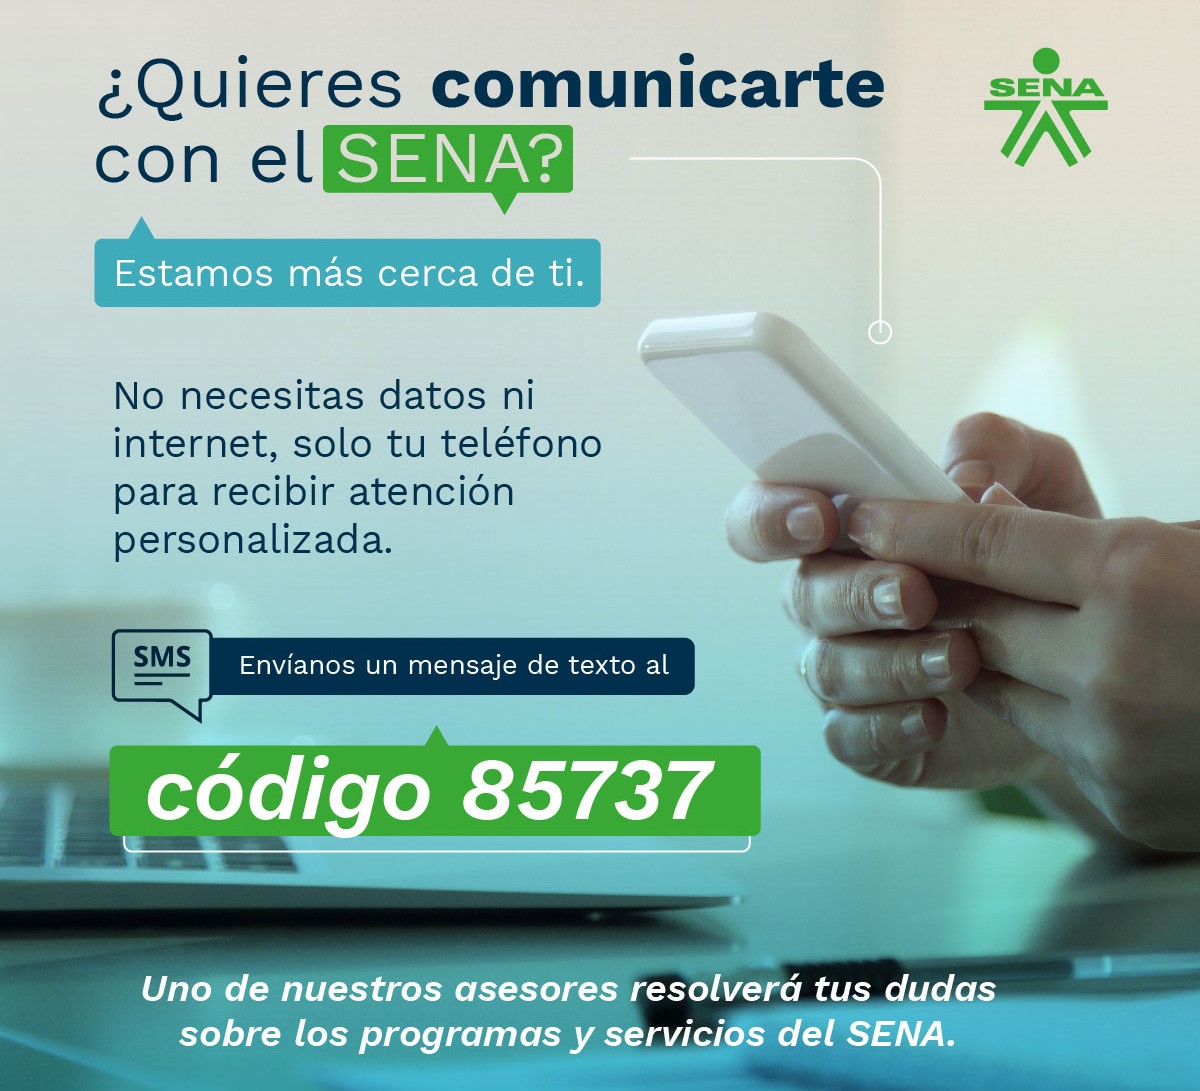 ¿Quieres comunicarte
con el SENA?
SENA
Estamos más cerca de ti.
No necesitas datos ni
internet, solo tu teléfono
para recibir atención
personalizada.
SMS
Envíanos un mensaje de texto al
código 85737
Uno de nuestros asesores resolverá tus dudas
sobre los programas y servicios del SENA.